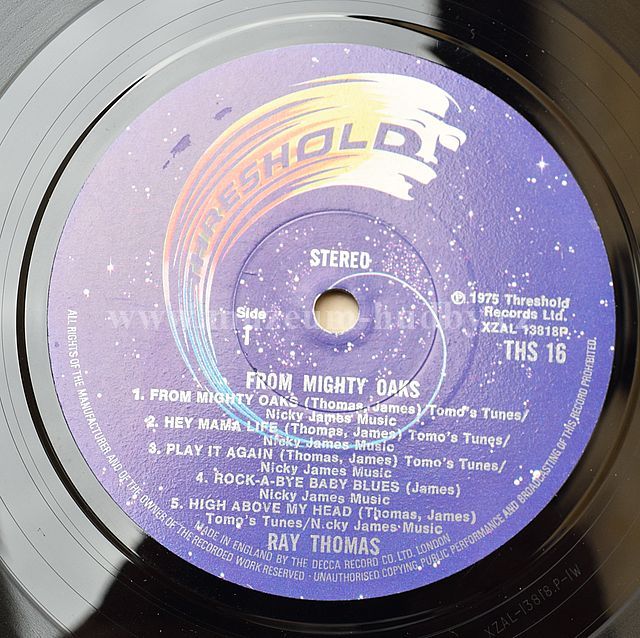 THRESHOLD
STEREO
Side
1
℗ 1975 Threshold
Records Ltd.
XZAL-13818P.
THS 16
FROM MIGHTY OAKS
1. FROM MIGHTY OAKS (Thomas, James) Tomo's Tunes/
Nicky James Music
2. HEY MAMA LIFE (Thomas, James) Tomo's Tunes/
Nicky James Music
3. PLAY IT AGAIN (Thomas, James) Tomo's Tunes/
Nicky James Music
4. ROCK-A-BYE BABY BLUES (James)
Nicky James Music
5. HIGH ABOVE MY HEAD (Thomas, James)
Tomo's Tunes/N.cky James Music
RAY THOMAS
MADE IN ENGLAND BY THE DECCA RECORD CO. LTD. LONDON
ALL RIGHTS OF THE MANUFACTURER AND OF THE OWNER OF THE RECORDED WORK RESERVED · UNAUTHORISED COPYING, PUBLIC PERFORMANCE AND BROADCASTING OF THIS RECORD PROHIBITED.
XZAL-13818.P-1W